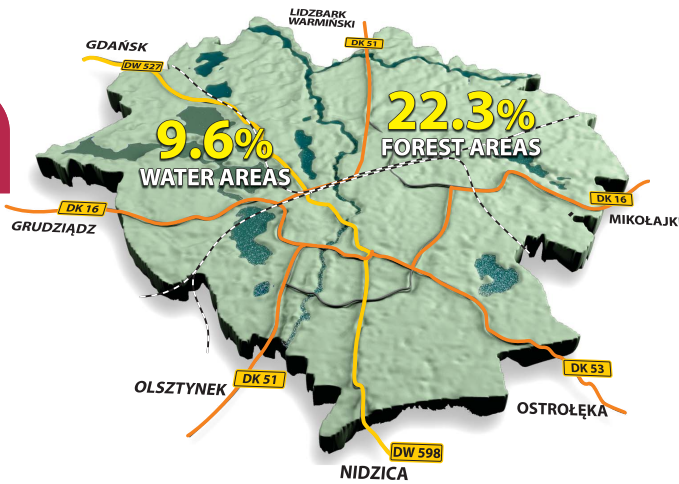 LIDZBARK
WARMIŃSKI
DK 51
GDAŃSK
DW 527
22.3%
FOREST AREAS
9.6%
WATER AREAS
DK 16
GRUDZIĄDZ
DK 16
MIKOŁAJK
OLSZTYNEK
DK 51
DK 53
OSTROŁĘKA
DW 598
NIDZICA